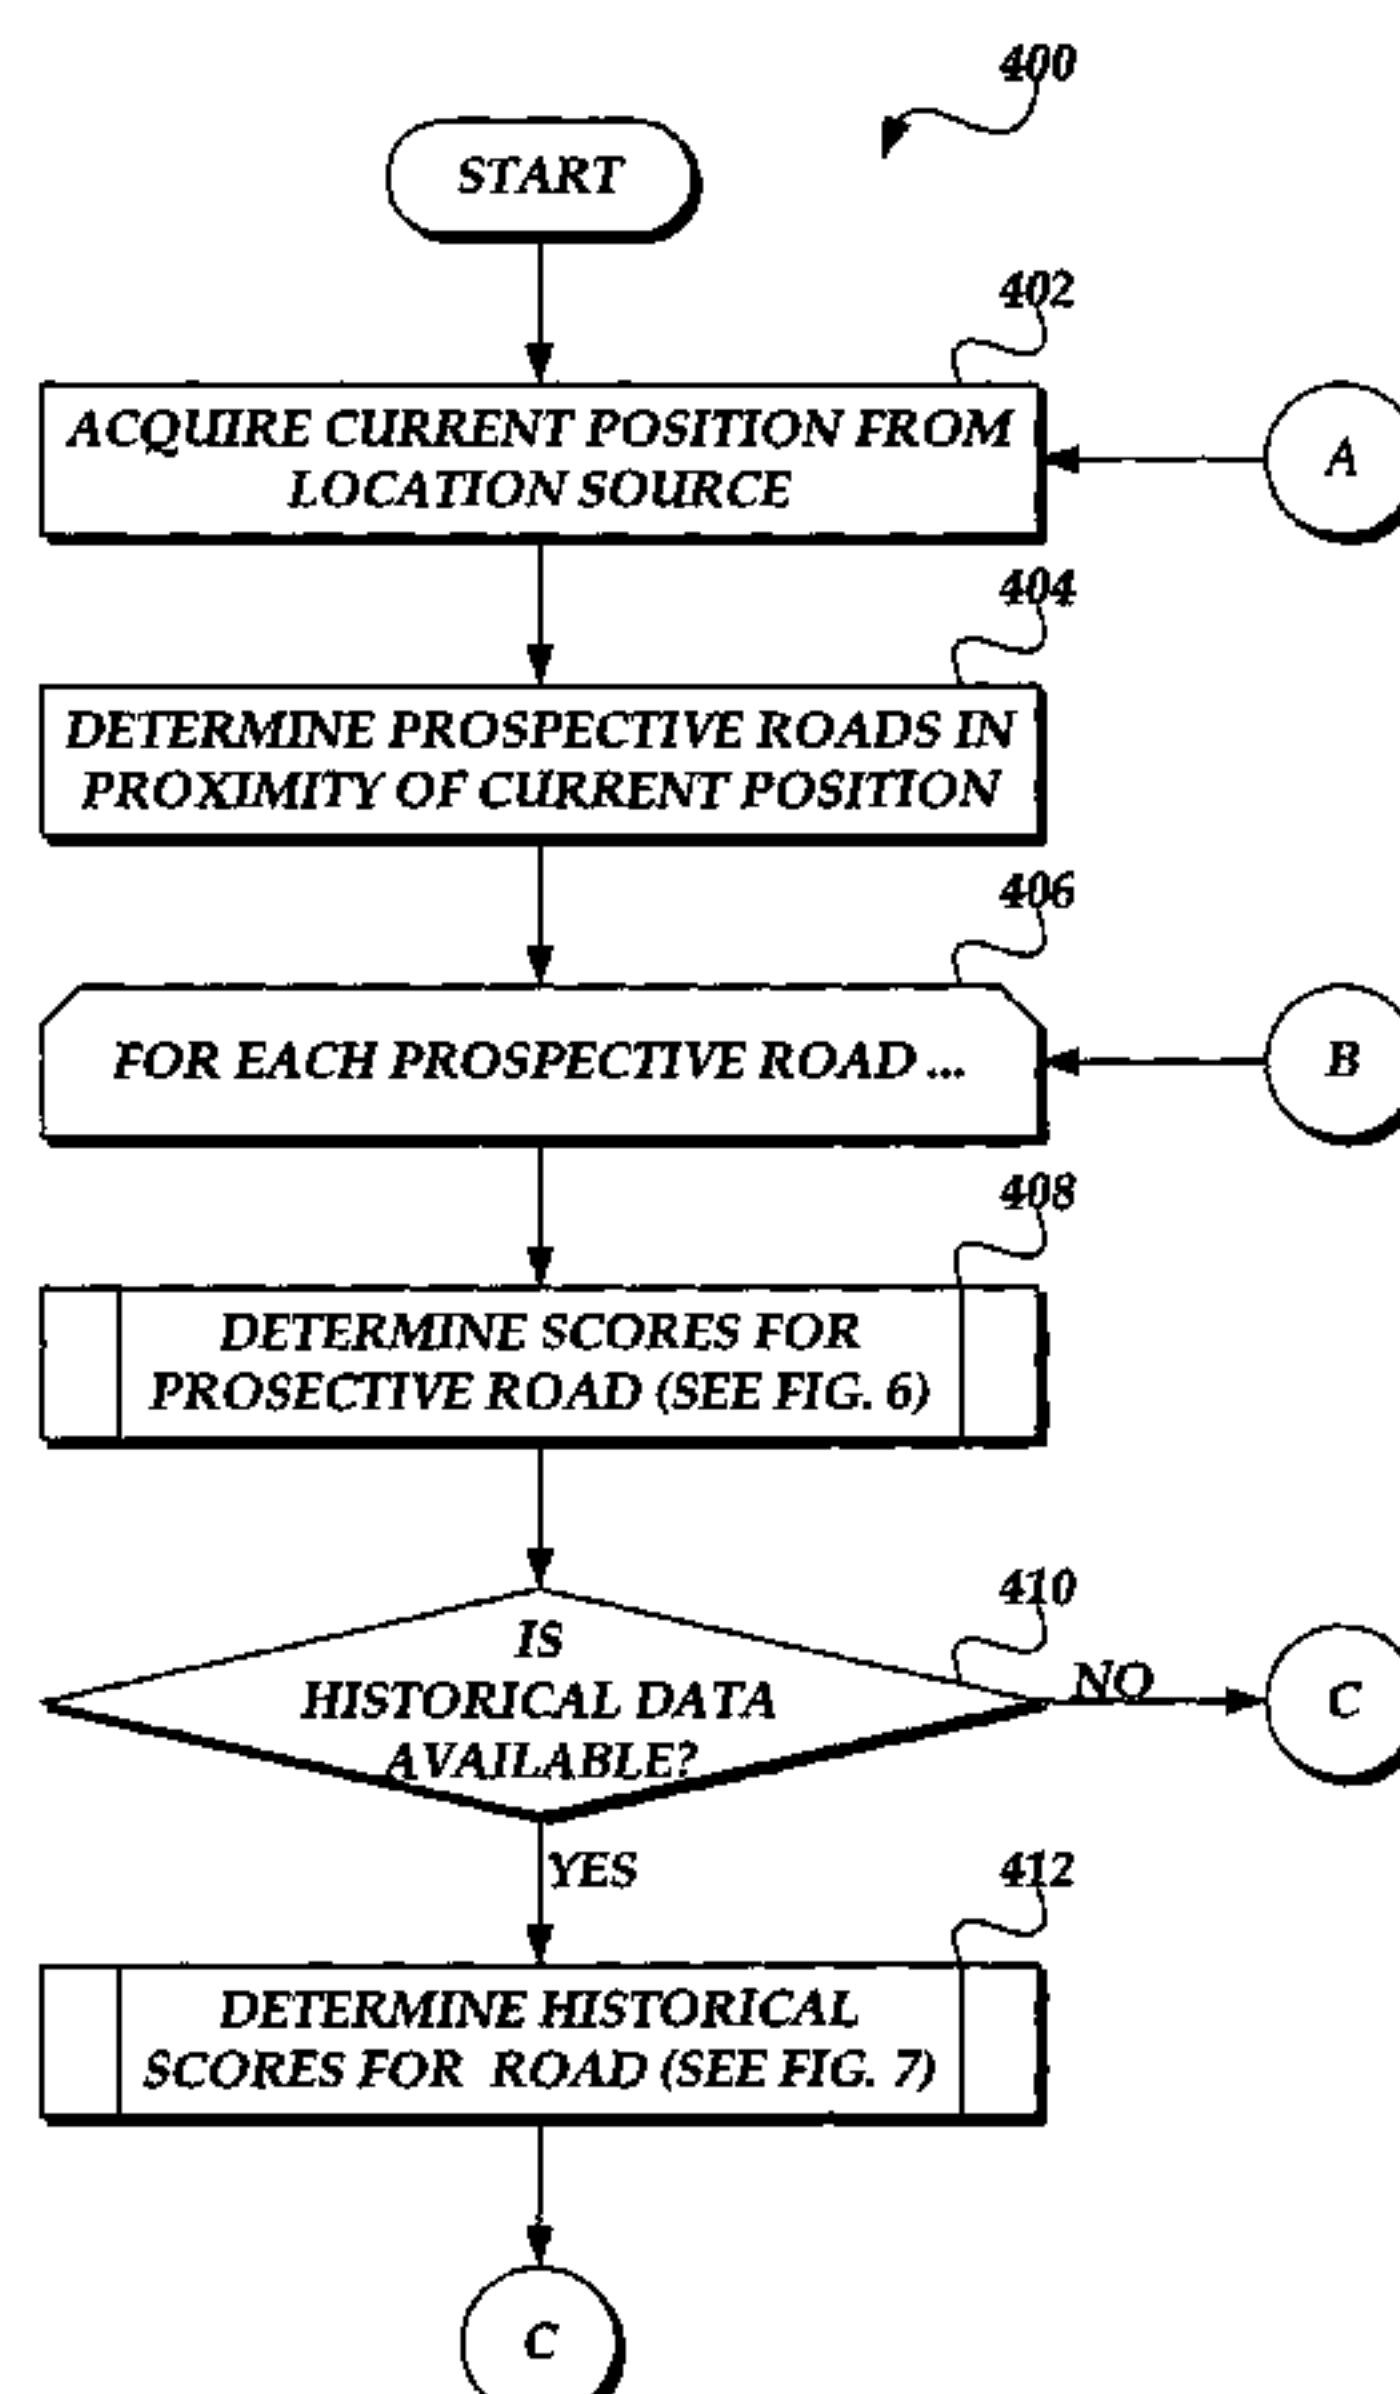 400
START
402
ACQUIRE CURRENT POSITION FROM
LOCATION SOURCE
A
404
DETERMINE PROSPECTIVE ROADS IN
PROXIMITY OF CURRENT POSITION
406
FOR EACH PROSPECTIVE ROAD ...
B
408
DETERMINE SCORES FOR
PROSECTIVE ROAD (SEE FIG. 6)
410
IS
HISTORICAL DATA
AVAILABLE?
NO
C
YES
412
DETERMINE HISTORICAL
SCORES FOR ROAD (SEE FIG. 7)
C